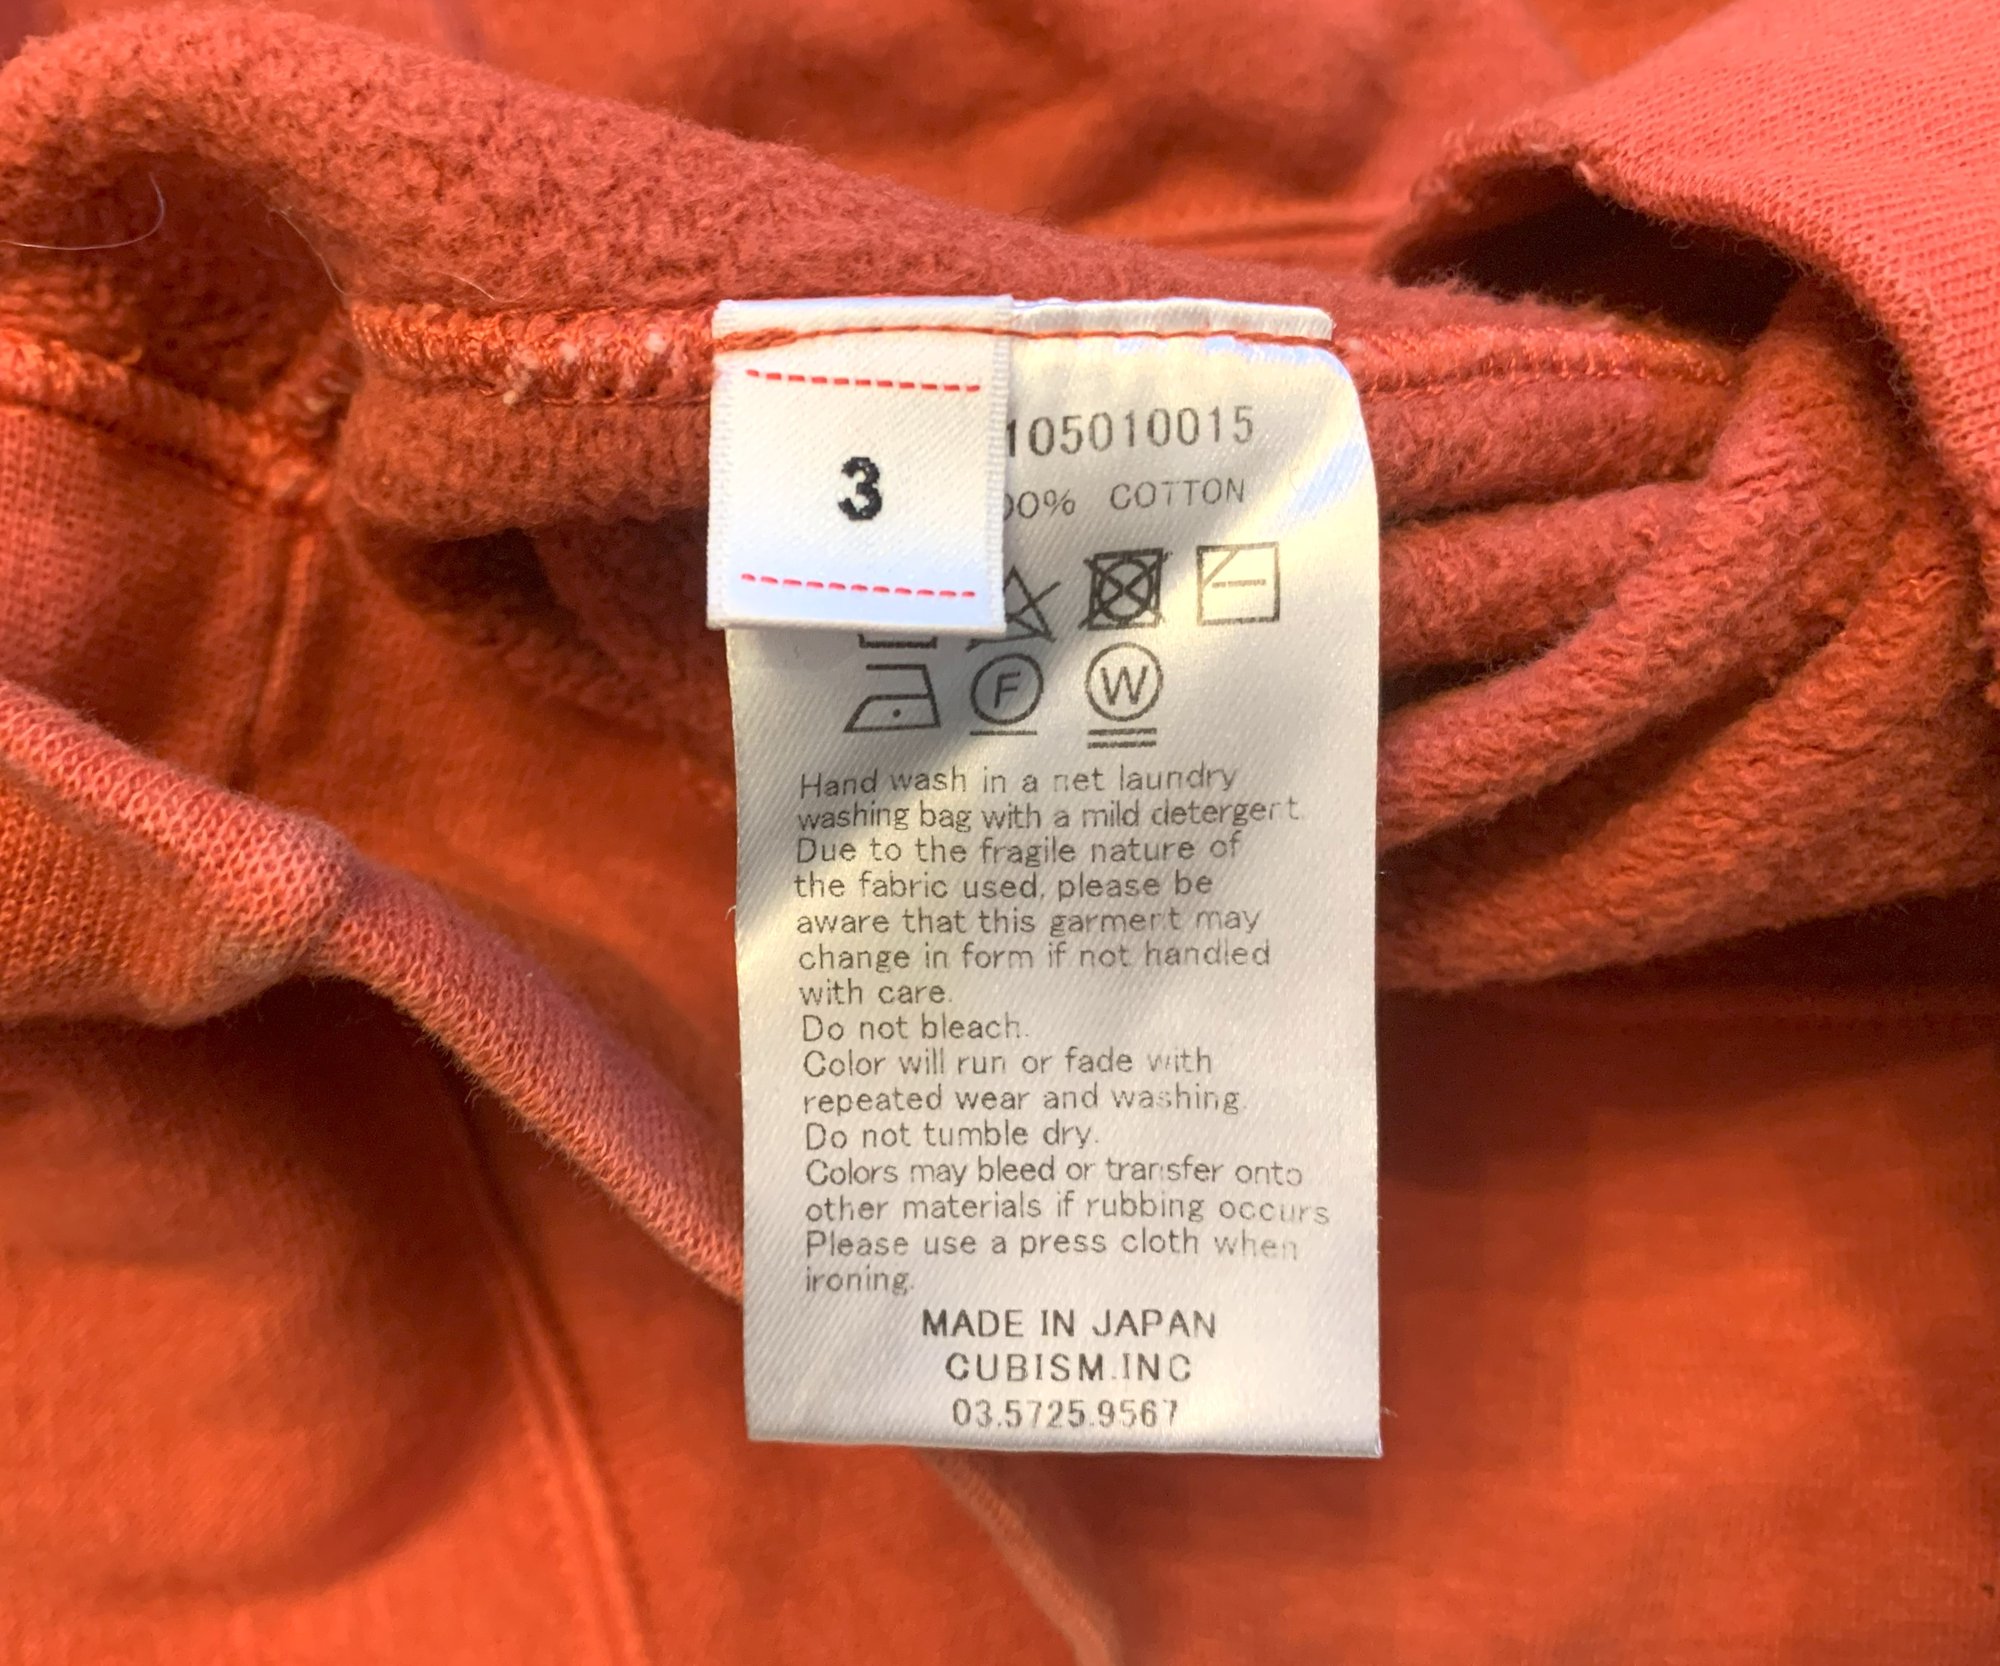 3
105010015
00% COTTON
F
W
Hand wash in a net laundry
washing bag with a mild detergent.
Due to the fragile nature of
the fabric used, please be
aware that this garment may
change in form if not handled
with care.
Do not bleach.
Color will run or fade with
repeated wear and washing.
Do not tumble dry.
Colors may bleed or transfer onto
other materials if rubbing occurs
Please use a press cloth when
ironing.
MADE IN JAPAN
CUBISM.INC
03.5725.9567